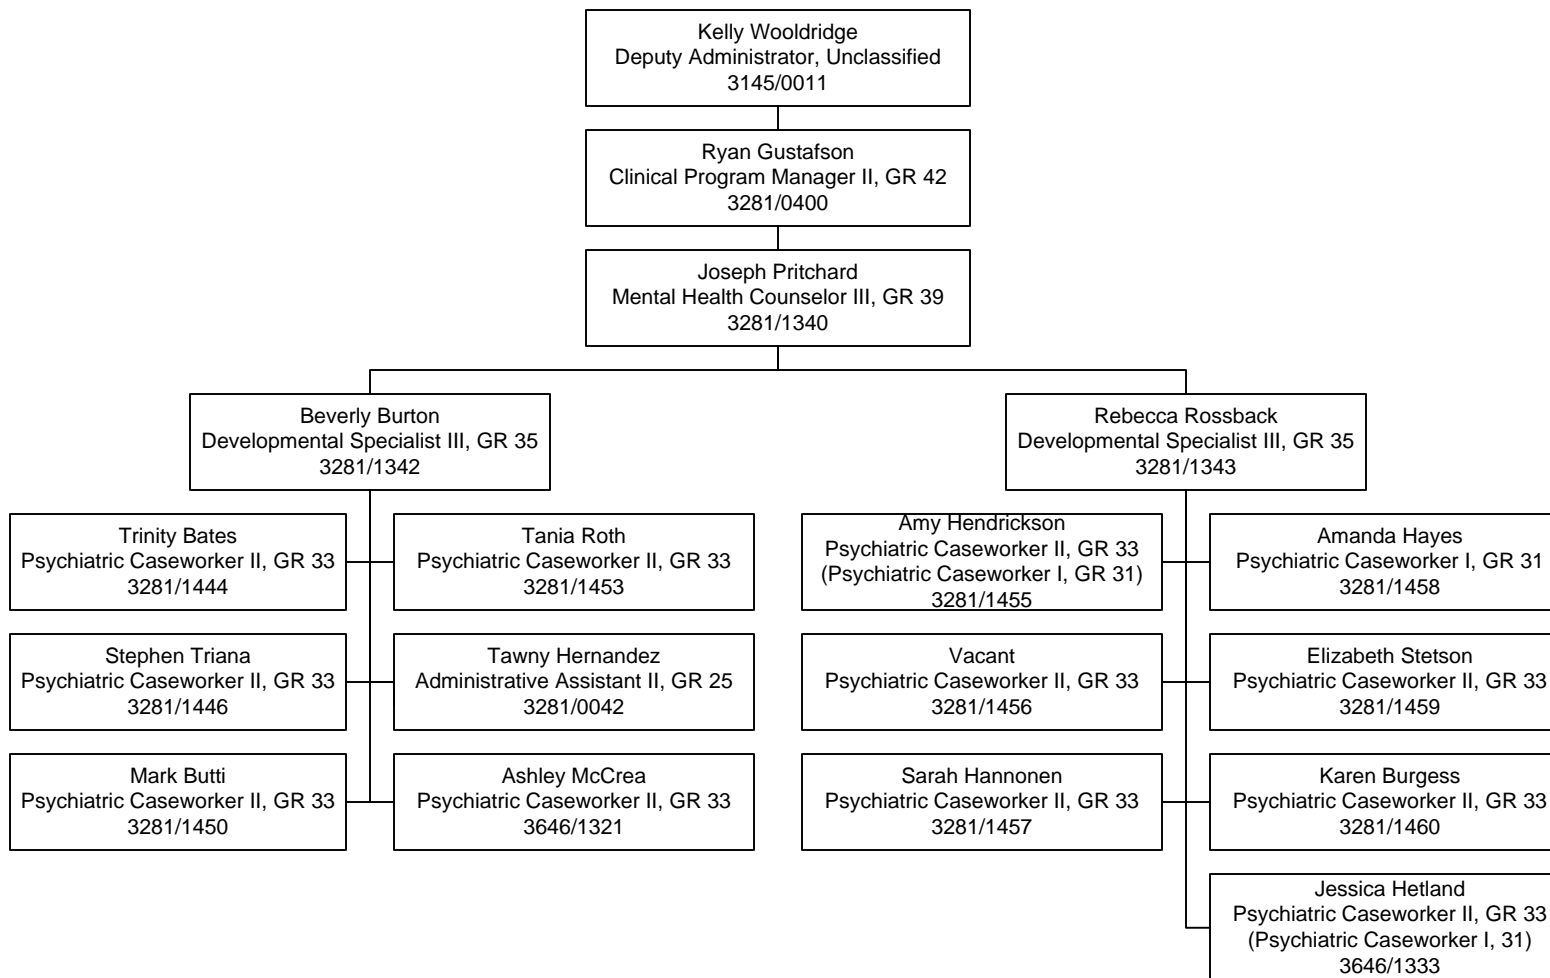 Kelly Wooldridge
Deputy Administrator, Unclassified
3145/0011
Ryan Gustafson
Clinical Program Manager II, GR 42
3281/0400
Joseph Pritchard
Mental Health Counselor III, GR 39
3281/1340
Beverly Burton
Developmental Specialist III, GR 35
3281/1342
Rebecca Rossback
Developmental Specialist III, GR 35
3281/1343
Trinity Bates
Psychiatric Caseworker II, GR 33
3281/1444
Tania Roth
Psychiatric Caseworker II, GR 33
3281/1453
Amy Hendrickson
Psychiatric Caseworker II, GR 33
(Psychiatric Caseworker I, GR 31)
3281/1455
Amanda Hayes
Psychiatric Caseworker I, GR 31
3281/1458
Stephen Triana
Psychiatric Caseworker II, GR 33
3281/1446
Tawny Hernandez
Administrative Assistant II, GR 25
3281/0042
Vacant
Psychiatric Caseworker II, GR 33
3281/1456
Elizabeth Stetson
Psychiatric Caseworker II, GR 33
3281/1459
Mark Butti
Psychiatric Caseworker II, GR 33
3281/1450
Ashley McCrea
Psychiatric Caseworker II, GR 33
3646/1321
Sarah Hannonen
Psychiatric Caseworker II, GR 33
3281/1457
Karen Burgess
Psychiatric Caseworker II, GR 33
3281/1460
Jessica Hetland
Psychiatric Caseworker II, GR 33
(Psychiatric Caseworker I, 31)
3646/1333